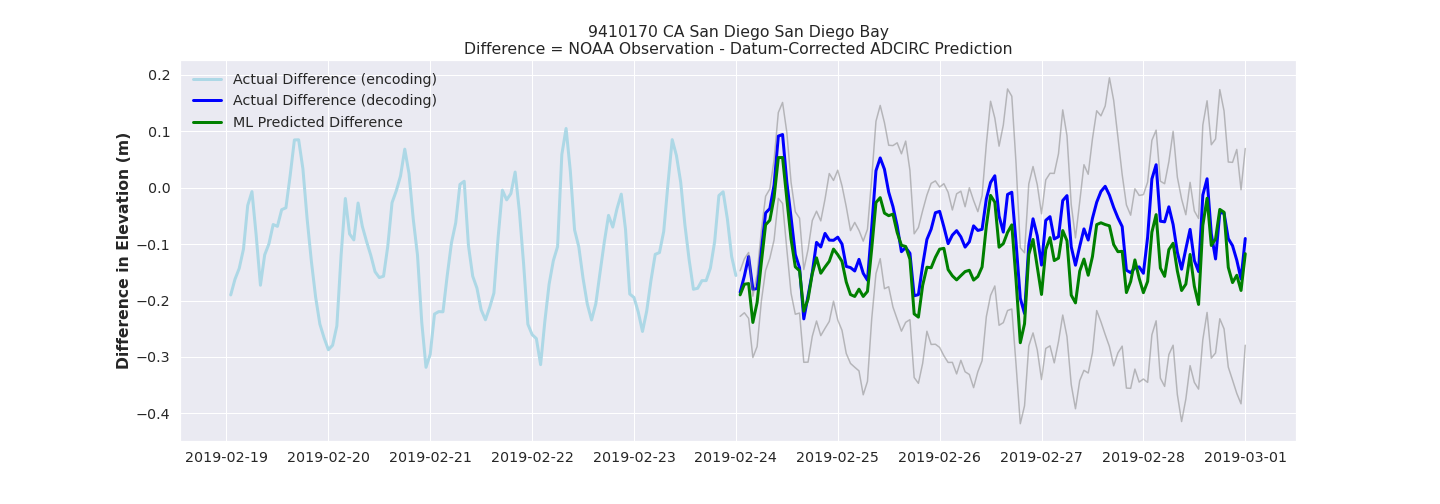 9410170 CA San Diego San Diego Bay
Difference = NOAA Observation - Datum-Corrected ADCIRC Prediction
Actual Difference (encoding)
Actual Difference (decoding)
ML Predicted Difference
Difference in Elevation (m)
0.2
0.1
0.0
−0.1
−0.2
−0.3
−0.4
2019-02-19 2019-02-20 2019-02-21 2019-02-22 2019-02-23 2019-02-24 2019-02-25 2019-02-26 2019-02-27 2019-02-28 2019-03-01